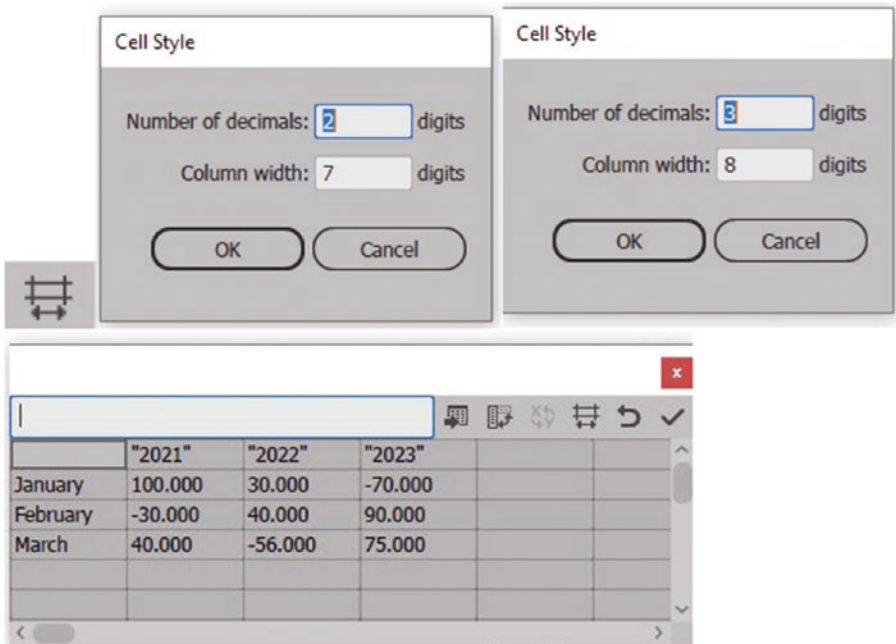 Cell Style
Number of decimals: 2 digits
Column width: 7 digits
OK Cancel
Cell Style
Number of decimals: 3 digits
Column width: 8 digits
OK Cancel
"2021" "2022" "2023"
January 100.000 30.000 -70.000
February -30.000 40.000 90.000
March 40.000 -56.000 75.000